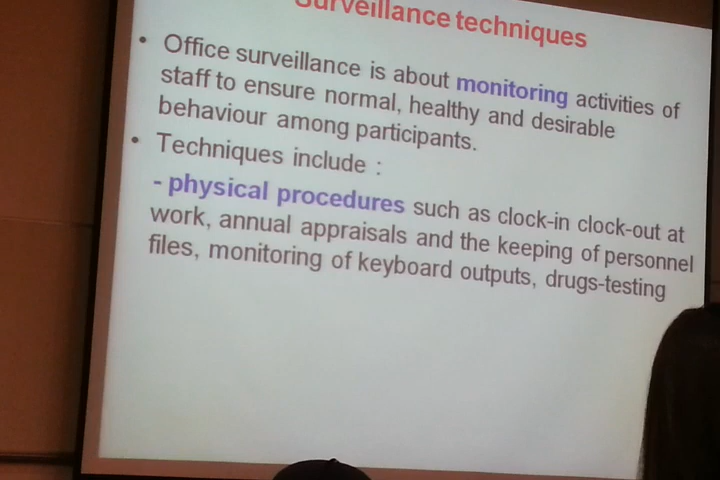 Surveillance techniques
• Office surveillance is about monitoring activities of
staff to ensure normal, healthy and desirable
behaviour among participants.
• Techniques include :
- physical procedures such as clock-in clock-out at
work, annual appraisals and the keeping of personnel
files, monitoring of keyboard outputs, drugs-testing